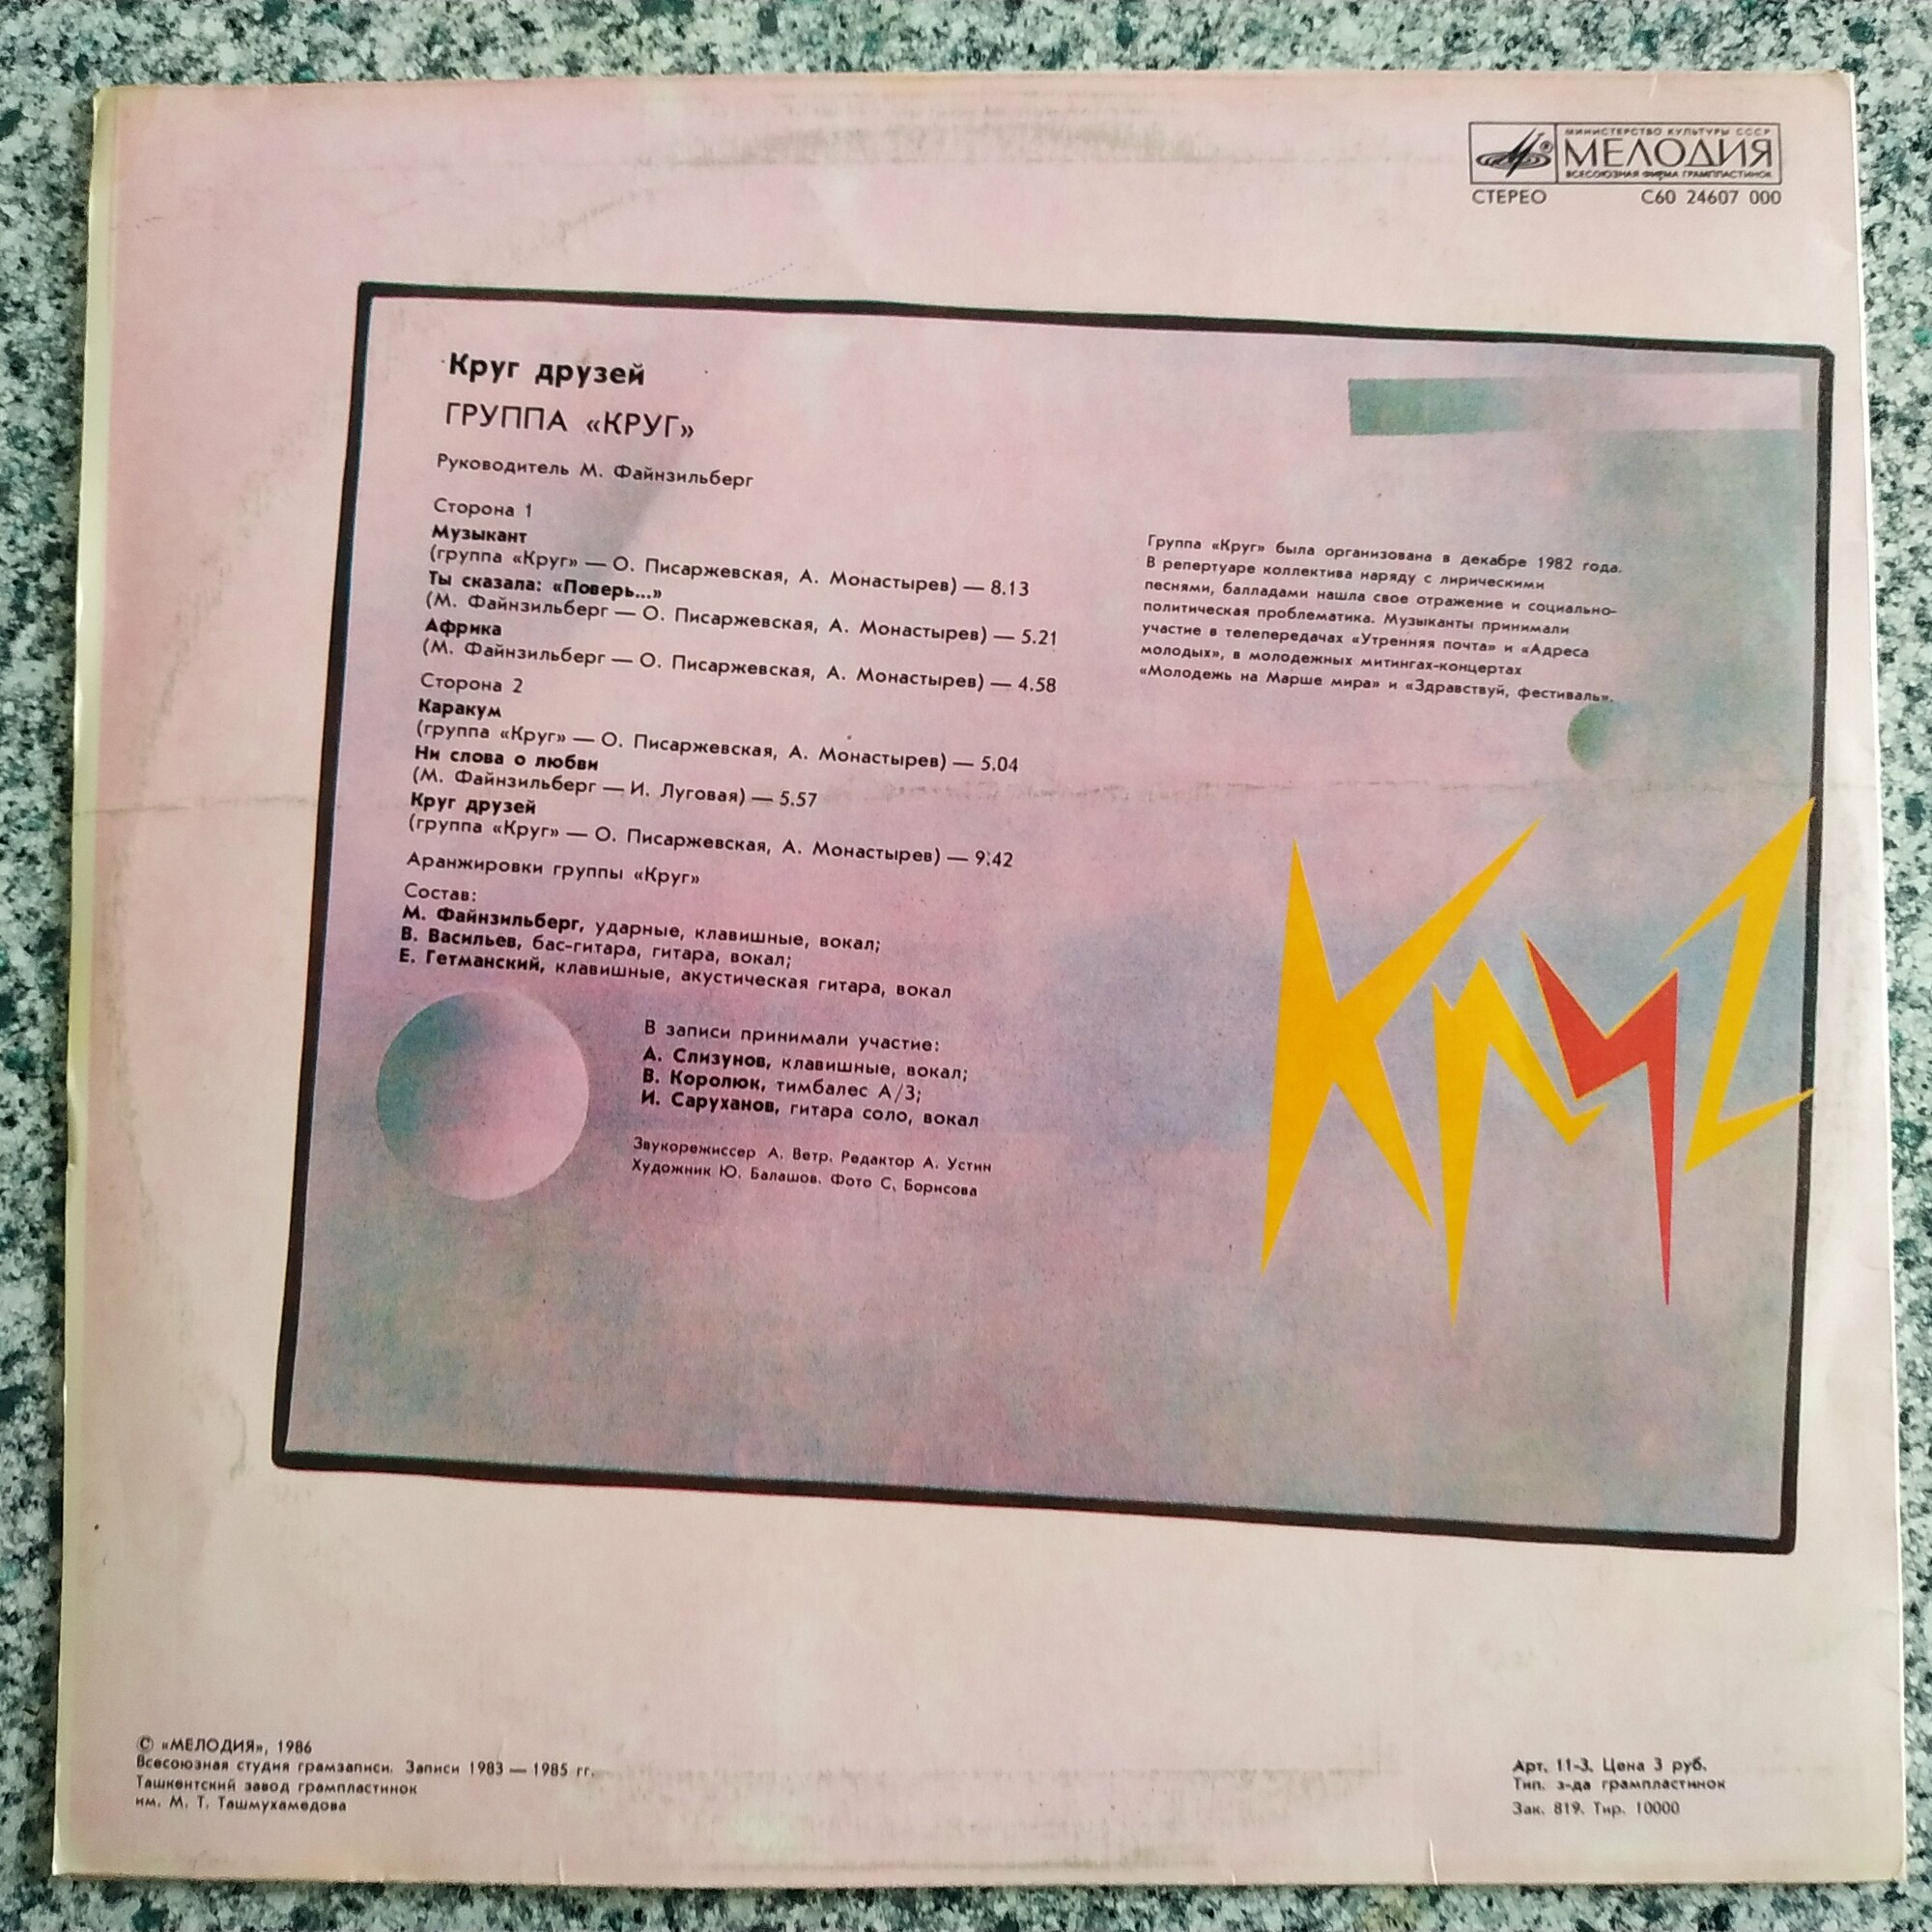 МИНИСТЕРСТВО КУЛЬТУРЫ СССР
МЕЛОДИЯ
ВСЕСОЮЗНАЯ ФИРМА ГРАМПЛАСТИНОК
СТЕРЕО С60 24607 000
Круг друзей
ГРУППА «КРУГ»
Руководитель М. Файнзильберг
Сторона 1
Музыкант
(группа «Круг» — О. Писаржевская, А. Монастырев) — 8.13
Ты сказала: «Поверь...»
(М. Файнзильберг — О. Писаржевская, А. Монастырев) — 5.21
Африка
(М. Файнзильберг — О. Писаржевская, А. Монастырев) — 4.58
Сторона 2
Каракум
(группа «Круг» — О. Писаржевская, А. Монастырев) — 5.04
Ни слова о любви
(М. Файнзильберг — И. Луговая) — 5.57
Круг друзей
(группа «Круг» — О. Писаржевская, А. Монастырев) — 9.42
Аранжировки группы «Круг»
Состав:
М. Файнзильберг, ударные, клавишные, вокал;
В. Васильев, бас-гитара, гитара, вокал;
Е. Гетманский, клавишные, акустическая гитара, вокал
В записи принимали участие:
А. Слизунов, клавишные, вокал;
В. Королюк, тимбалес А/3;
И. Саруханов, гитара соло, вокал
Звукорежиссер А. Ветр. Редактор А. Устин
Художник Ю. Балашов. Фото С. Борисова
Группа «Круг» была организована в декабре 1982 года.
В репертуаре коллектива наряду с лирическими
песнями, балладами нашла свое отражение и социально-
политическая проблематика. Музыканты принимали
участие в телепередачах «Утренняя почта» и «Адреса
молодых», в молодежных митингах-концертах
«Молодежь на Марше мира» и «Здравствуй, фестиваль».
Круг
© «МЕЛОДИЯ», 1986
Всесоюзная студия грамзаписи. Записи 1983 — 1985 гг.
Ташкентский завод грампластинок
им. М. Т. Ташмухамедова
Арт. 11-3. Цена 3 руб.
Тип. з-да грампластинок
Зак. 819. Тир. 10000